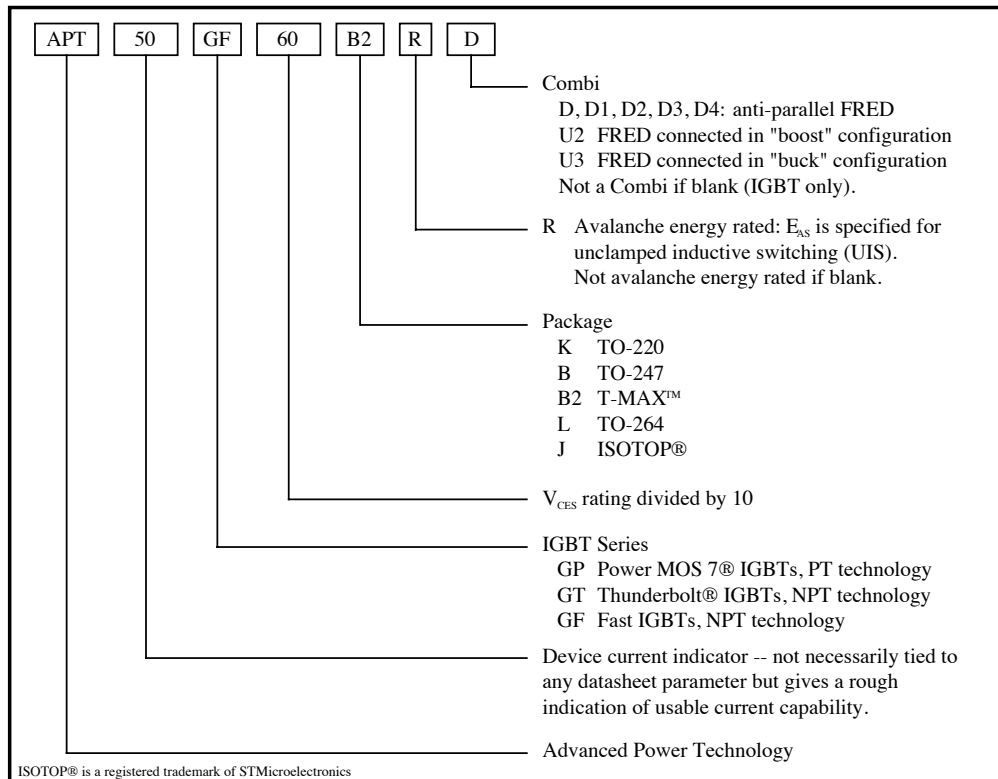 APT 50 GF 60 B2 R D
Combi
D, D1, D2, D3, D4: anti-parallel FRED
U2 FRED connected in "boost" configuration
U3 FRED connected in "buck" configuration
Not a Combi if blank (IGBT only).
R Avalanche energy rated: EAS is specified for
unclamped inductive switching (UIS).
Not avalanche energy rated if blank.
Package
K TO-220
B TO-247
B2 T-MAX™
L TO-264
J ISOTOP®
VCES rating divided by 10
IGBT Series
GP Power MOS 7® IGBTs, PT technology
GT Thunderbolt® IGBTs, NPT technology
GF Fast IGBTs, NPT technology
Device current indicator -- not necessarily tied to
any datasheet parameter but gives a rough
indication of usable current capability.
Advanced Power Technology
ISOTOP® is a registered trademark of STMicroelectronics